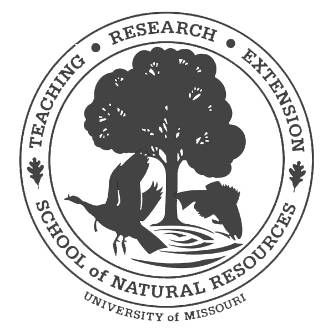 TEACHING • RESEARCH • EXTENSION
SCHOOL of NATURAL RESOURCES
UNIVERSITY of MISSOURI